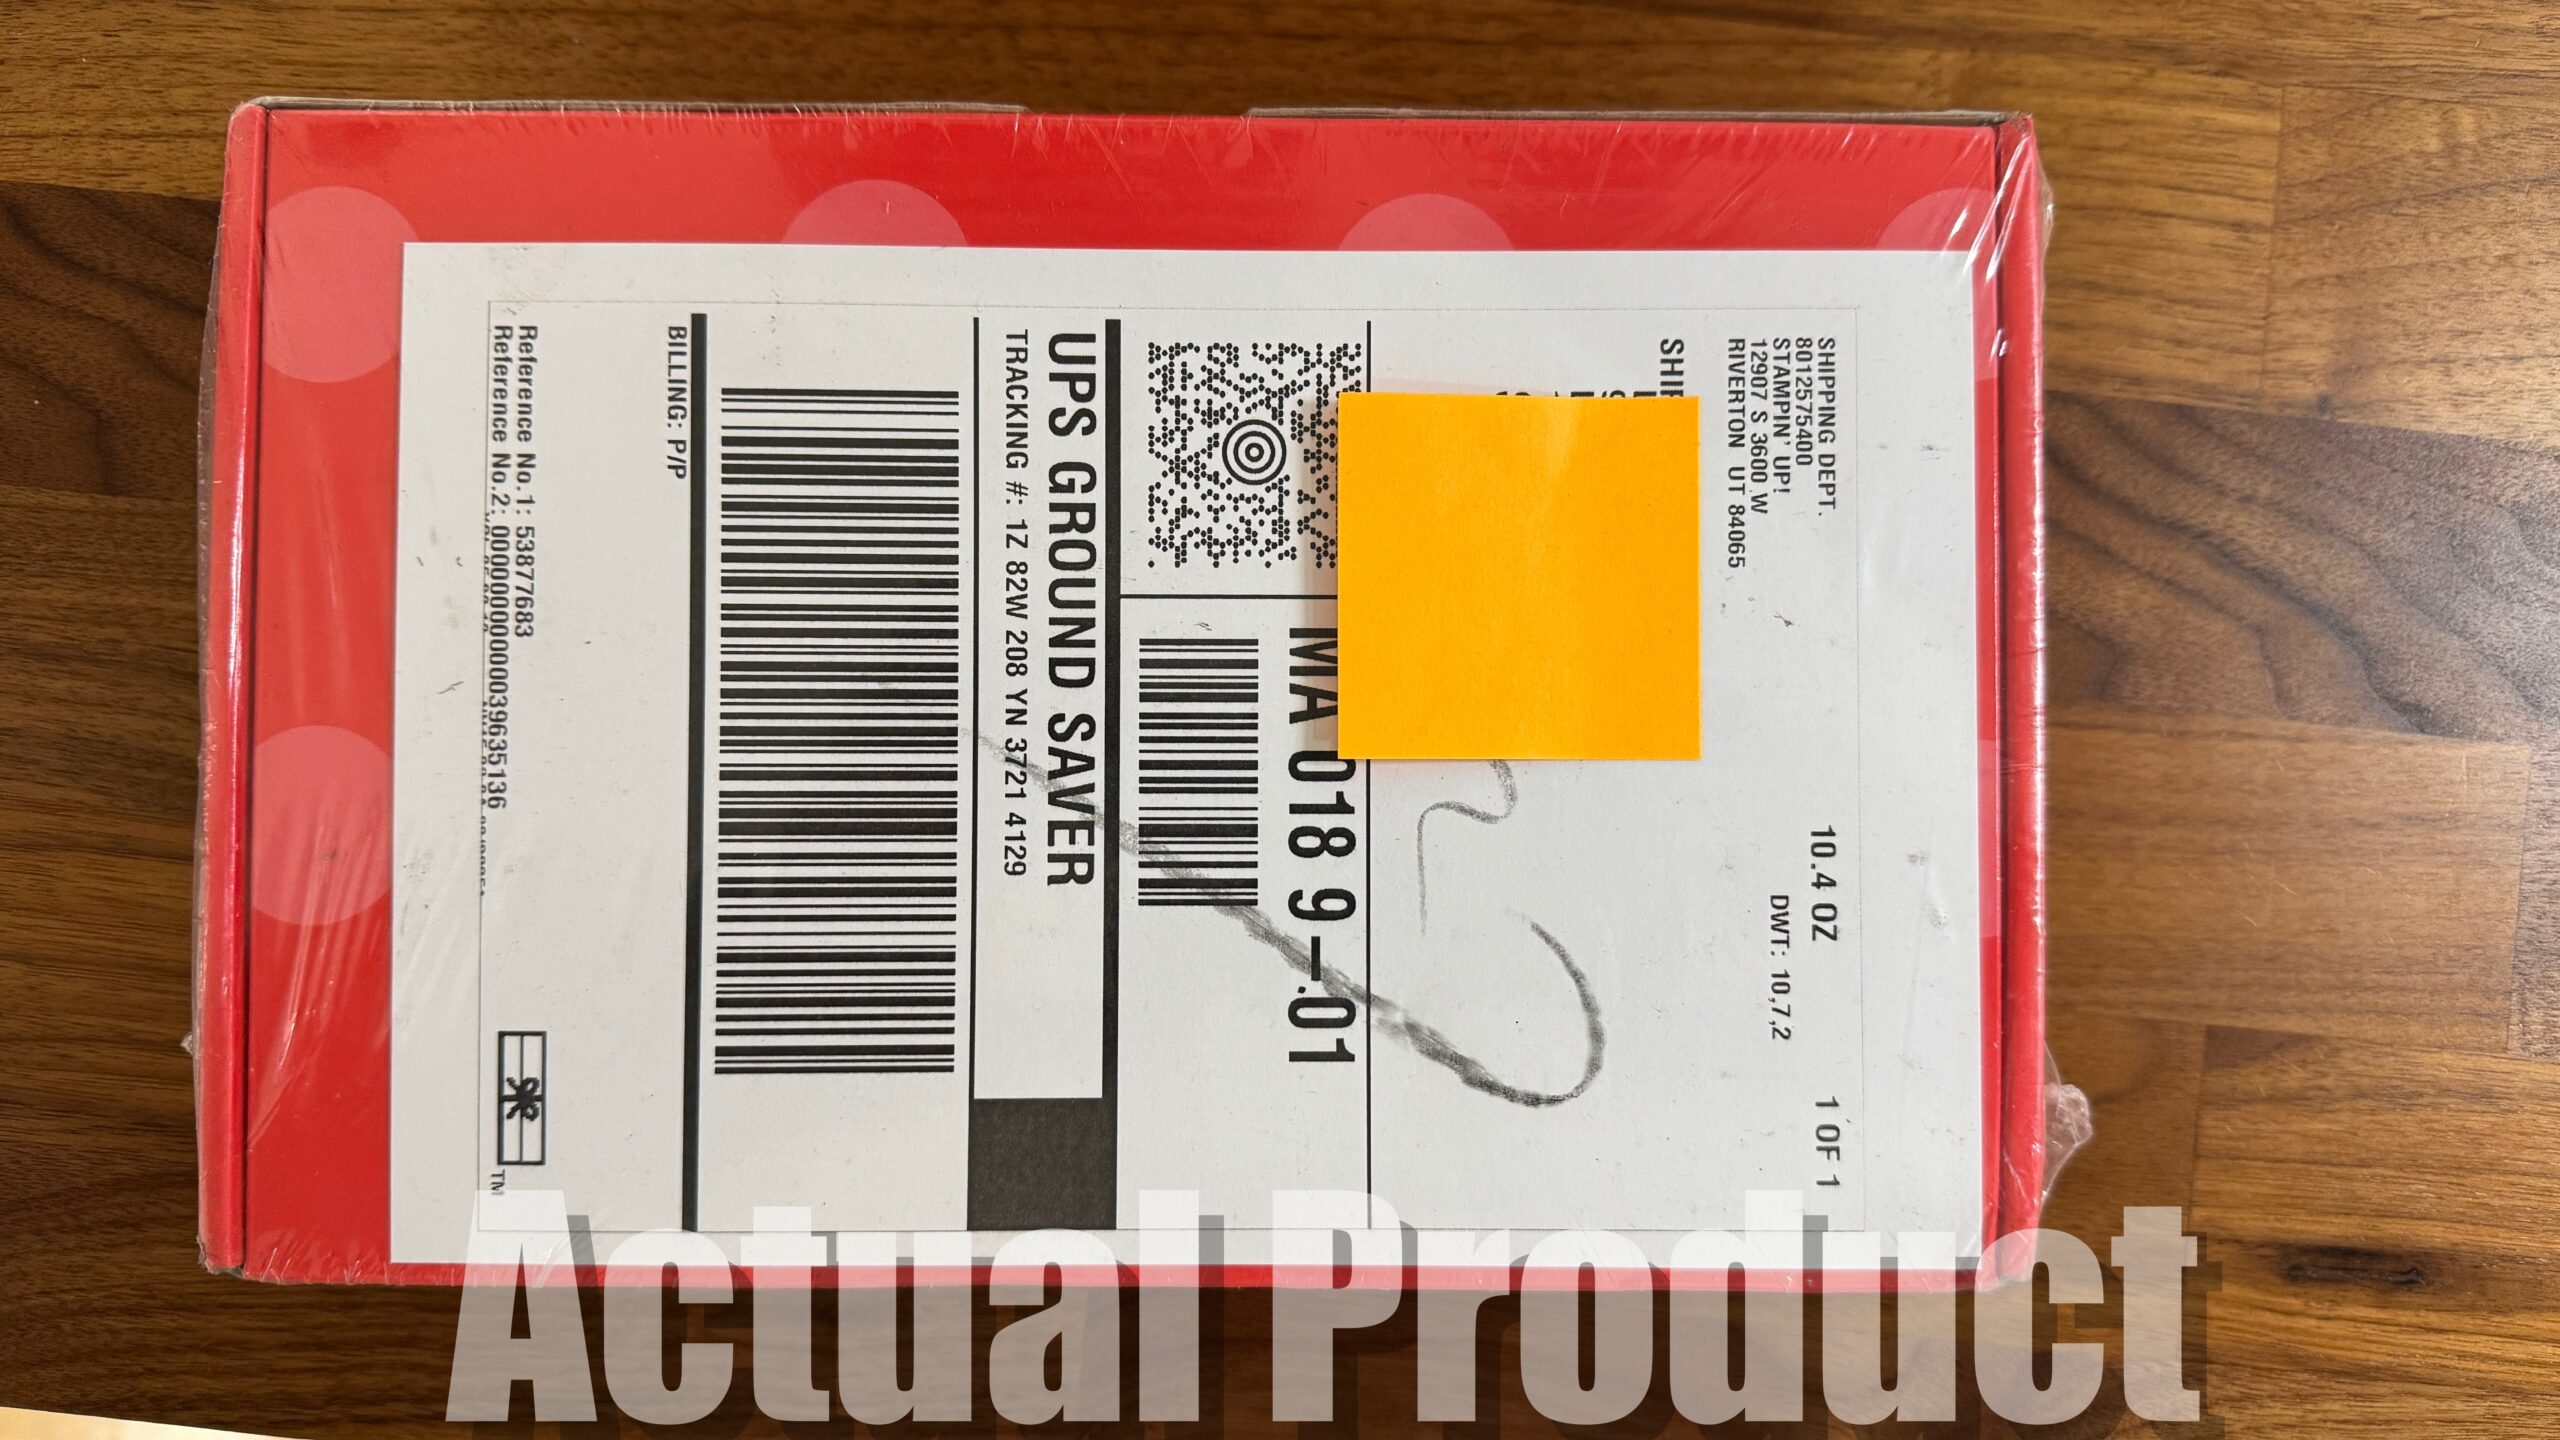 SHIPPING DEPT.
8012575400
STAMPIN' UP!
12907 S 3600 W
RIVERTON UT 84065
10.4 OZ
1 OF 1
DWT: 10,7,2
MA 018 9-01
UPS GROUND SAVER
TRACKING #: 1Z 82W 208 YN 3721 4129
BILLING: P/P
Reference No.1: 53877683
Reference No.2: 00000000000039635136
TM
Actual Product